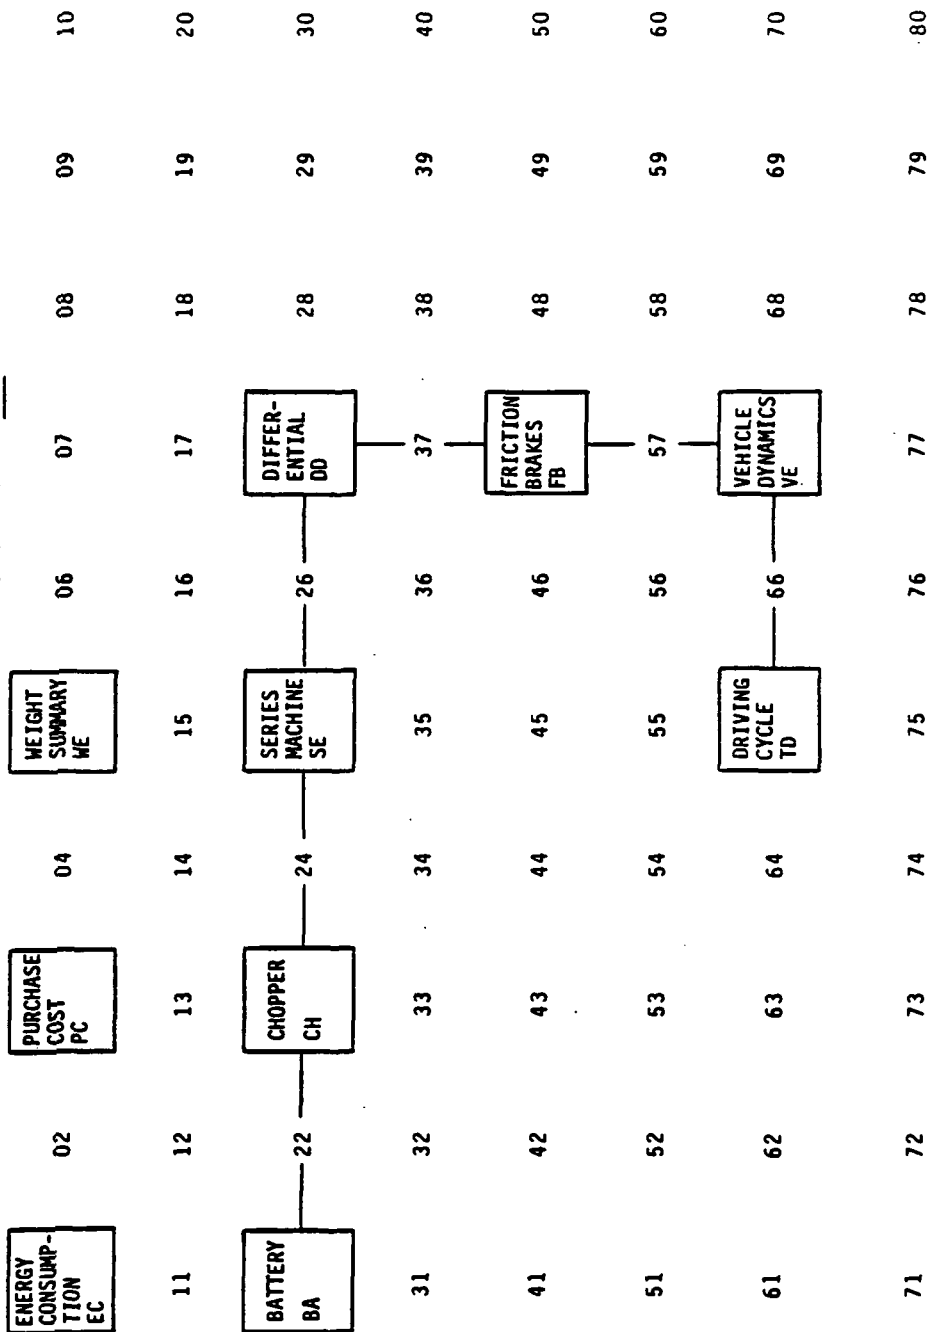 ENERGY
CONSUMP-
TION
EC
02
PURCHASE
COST
PC
04
WEIGHT
SUMMARY
WE
06 07 08 09 10
11 12 13 14 15 16 17 18 19 20
BATTERY
BA
22
CHOPPER
CH
24
SERIES
MACHINE
SE
26
DIFFER-
ENTIAL
DD
28 29 30
31 32 33 34 35 36 37 38 39 40
41 42 43 44 45 46
FRICTION
BRAKES
FB
48 49 50
51 52 53 54 55 56 57 58 59 60
61 62 63 64
DRIVING
CYCLE
TD
66
VEHICLE
DYNAMICS
VE
68 69 70
71 72 73 74 75 76 77 78 79 80